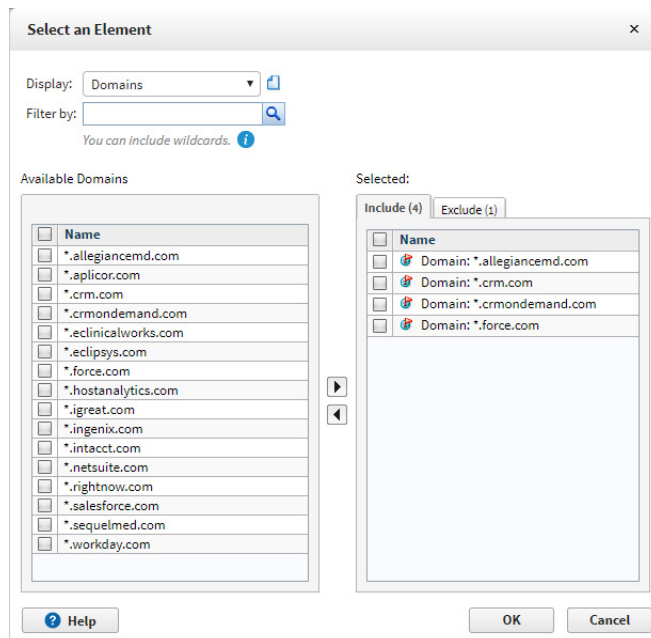 Select an Element
Display: Domains
Filter by:
You can include wildcards.
Available Domains
Name
*.allegiancemd.com
*.aplicor.com
*.crm.com
*.crmondemand.com
*.eclinicalworks.com
*.eclipsys.com
*.force.com
*.hostanalytics.com
*.igreat.com
*.ingenix.com
*.intacct.com
*.netsuite.com
*.rightnow.com
*.salesforce.com
*.sequelmed.com
*.workday.com
Selected:
Include (4) Exclude (1)
Name
Domain: *.allegiancemd.com
Domain: *.crm.com
Domain: *.crmondemand.com
Domain: *.force.com
Help OK Cancel